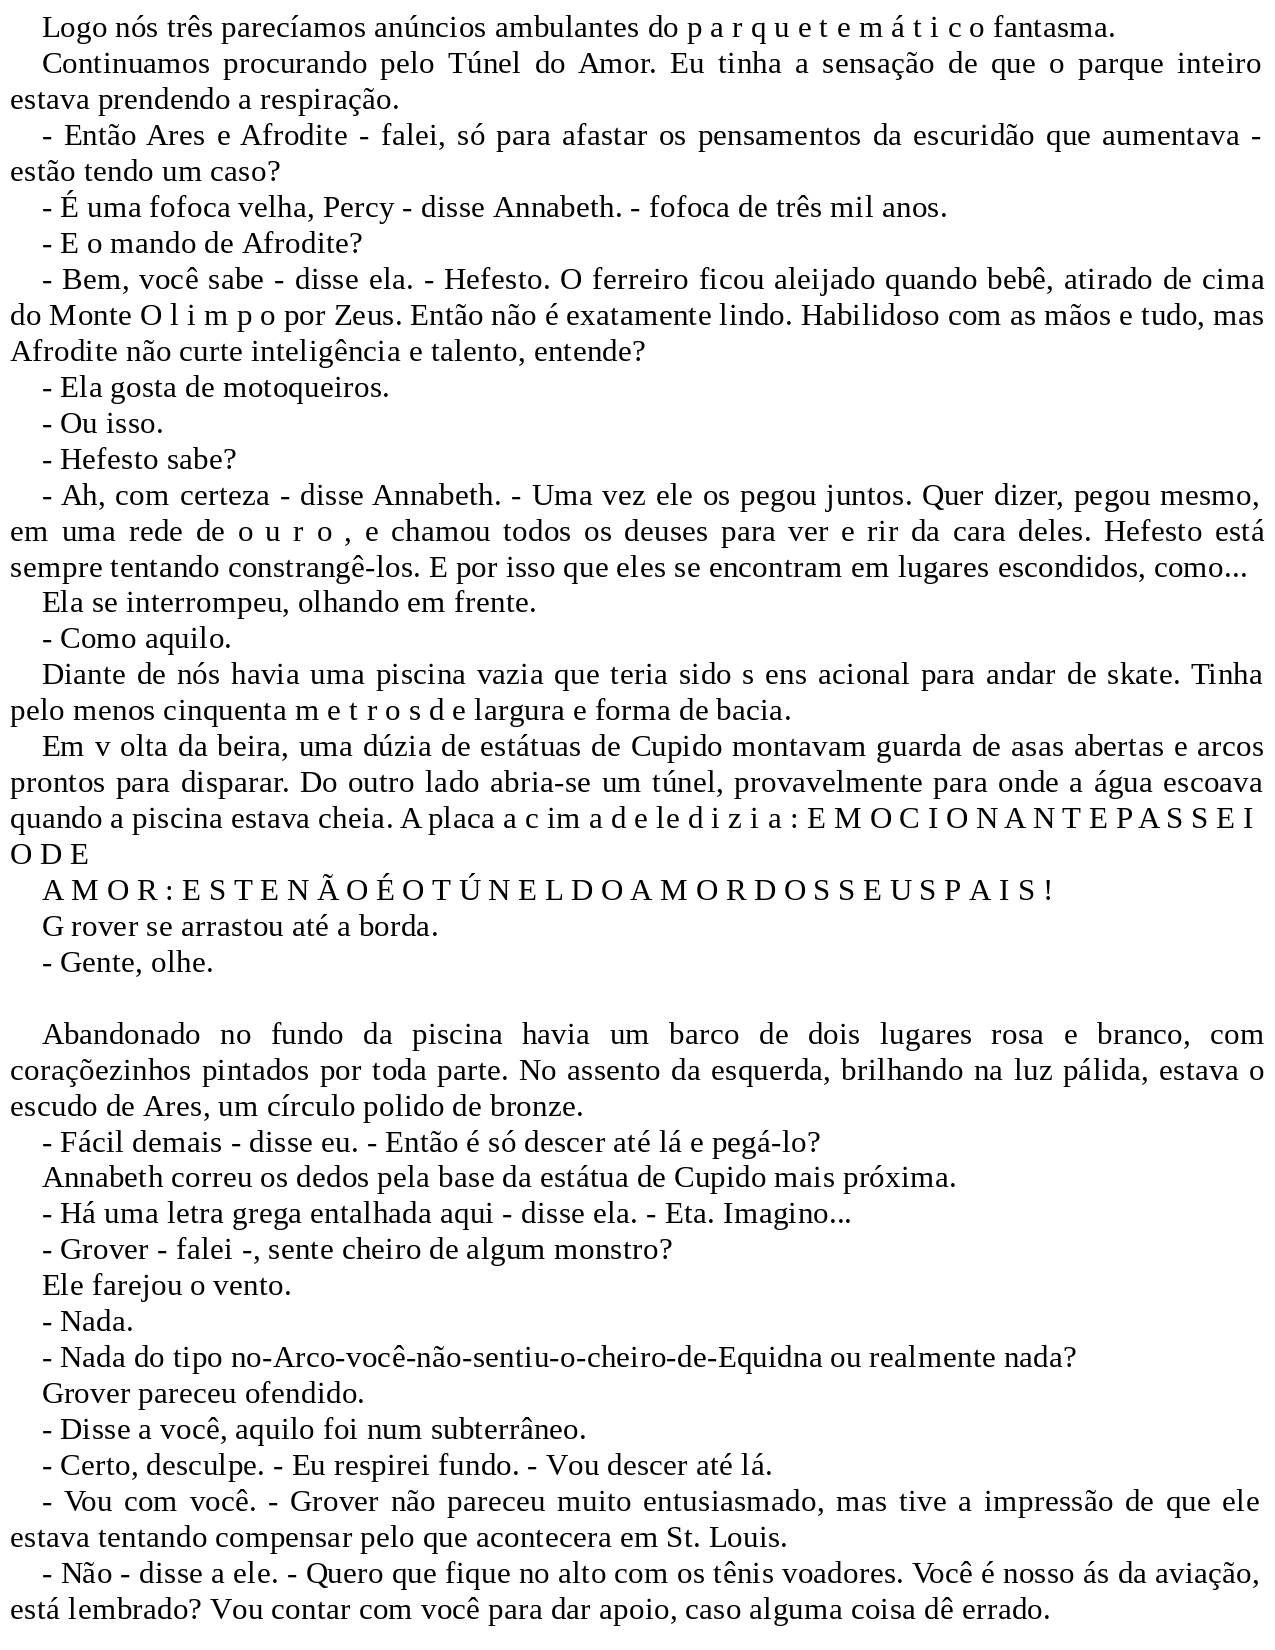 Logo nós três parecíamos anúncios ambulantes do p a r q u e t e m á t i c o fantasma.
Continuamos procurando pelo Túnel do Amor. Eu tinha a sensação de que o parque inteiro
estava prendendo a respiração.
- Então Ares e Afrodite - falei, só para afastar os pensamentos da escuridão que aumentava -
estão tendo um caso?
- É uma fofoca velha, Percy - disse Annabeth. - fofoca de três mil anos.
- E o mando de Afrodite?
- Bem, você sabe - disse ela. - Hefesto. O ferreiro ficou aleijado quando bebê, atirado de cima
do Monte O l i m p o por Zeus. Então não é exatamente lindo. Habilidoso com as mãos e tudo, mas
Afrodite não curte inteligência e talento, entende?
- Ela gosta de motoqueiros.
- Ou isso.
- Hefesto sabe?
- Ah, com certeza - disse Annabeth. - Uma vez ele os pegou juntos. Quer dizer, pegou mesmo,
em uma rede de o u r o , e chamou todos os deuses para ver e rir da cara deles. Hefesto está
sempre tentando constrangê-los. E por isso que eles se encontram em lugares escondidos, como...
Ela se interrompeu, olhando em frente.
- Como aquilo.
Diante de nós havia uma piscina vazia que teria sido s ens acional para andar de skate. Tinha
pelo menos cinquenta m e t r o s d e largura e forma de bacia.
Em v olta da beira, uma dúzia de estátuas de Cupido montavam guarda de asas abertas e arcos
prontos para disparar. Do outro lado abria-se um túnel, provavelmente para onde a água escoava
quando a piscina estava cheia. A placa a c im a d e le d i z i a : E M O C I O N A N T E P A S S E I
O D E
A M O R : E S T E N Ã O É O T Ú N E L D O A M O R D O S S E U S P A I S !
G rover se arrastou até a borda.
- Gente, olhe.
Abandonado no fundo da piscina havia um barco de dois lugares rosa e branco, com
coraçõezinhos pintados por toda parte. No assento da esquerda, brilhando na luz pálida, estava o
escudo de Ares, um círculo polido de bronze.
- Fácil demais - disse eu. - Então é só descer até lá e pegá-lo?
Annabeth correu os dedos pela base da estátua de Cupido mais próxima.
- Há uma letra grega entalhada aqui - disse ela. - Eta. Imagino...
- Grover - falei -, sente cheiro de algum monstro?
Ele farejou o vento.
- Nada.
- Nada do tipo no-Arco-você-não-sentiu-o-cheiro-de-Equidna ou realmente nada?
Grover pareceu ofendido.
- Disse a você, aquilo foi num subterrâneo.
- Certo, desculpe. - Eu respirei fundo. - Vou descer até lá.
- Vou com você. - Grover não pareceu muito entusiasmado, mas tive a impressão de que ele
estava tentando compensar pelo que acontecera em St. Louis.
- Não - disse a ele. - Quero que fique no alto com os tênis voadores. Você é nosso ás da aviação,
está lembrado? Vou contar com você para dar apoio, caso alguma coisa dê errado.